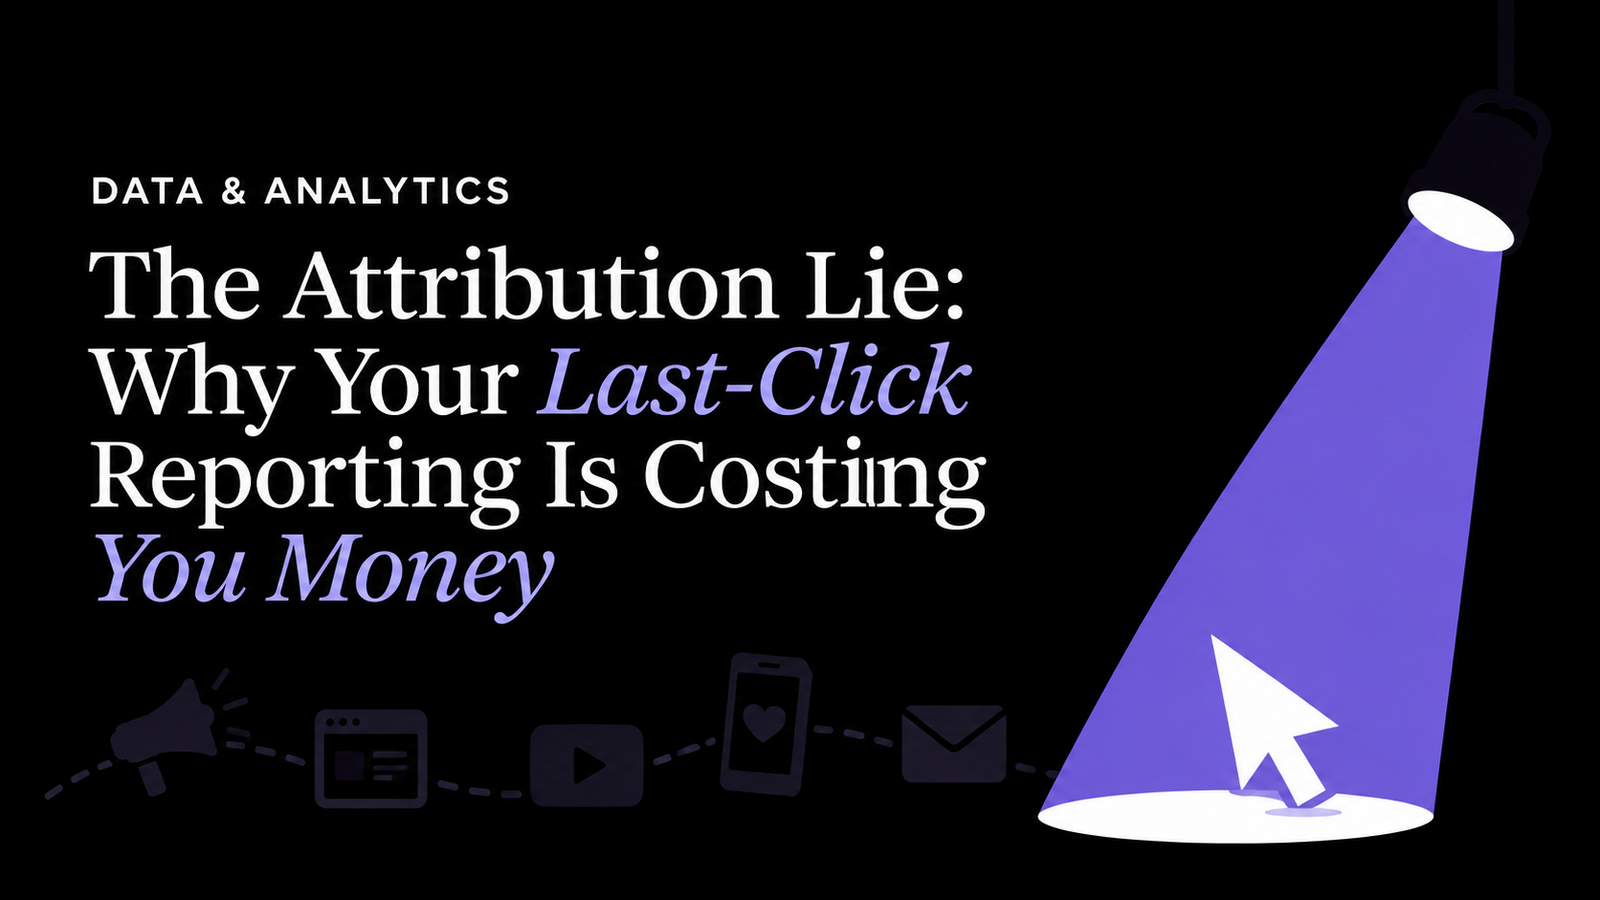 DATA & ANALYTICS
The Attribution Lie:
Why Your Last-Click
Reporting Is Costing
You Money